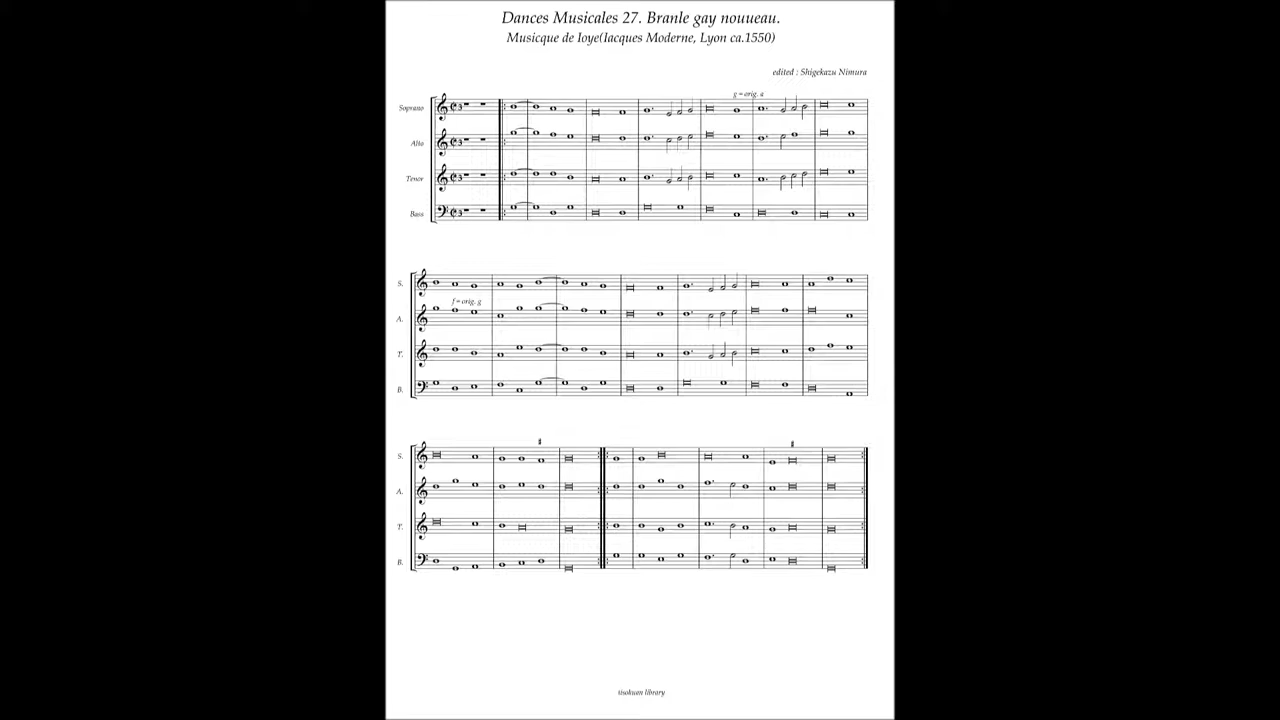 Dances Musicales 27. Branle gay nouueau.
Musicque de Ioye(Iacques Moderne, Lyon ca.1550)
edited : Shigekazu Nimura
g = orig. a
Soprano
Alto
Tenor
Bass
S.
f = orig. g
A.
T.
B.
S.
A.
T.
B.
sisokuon library